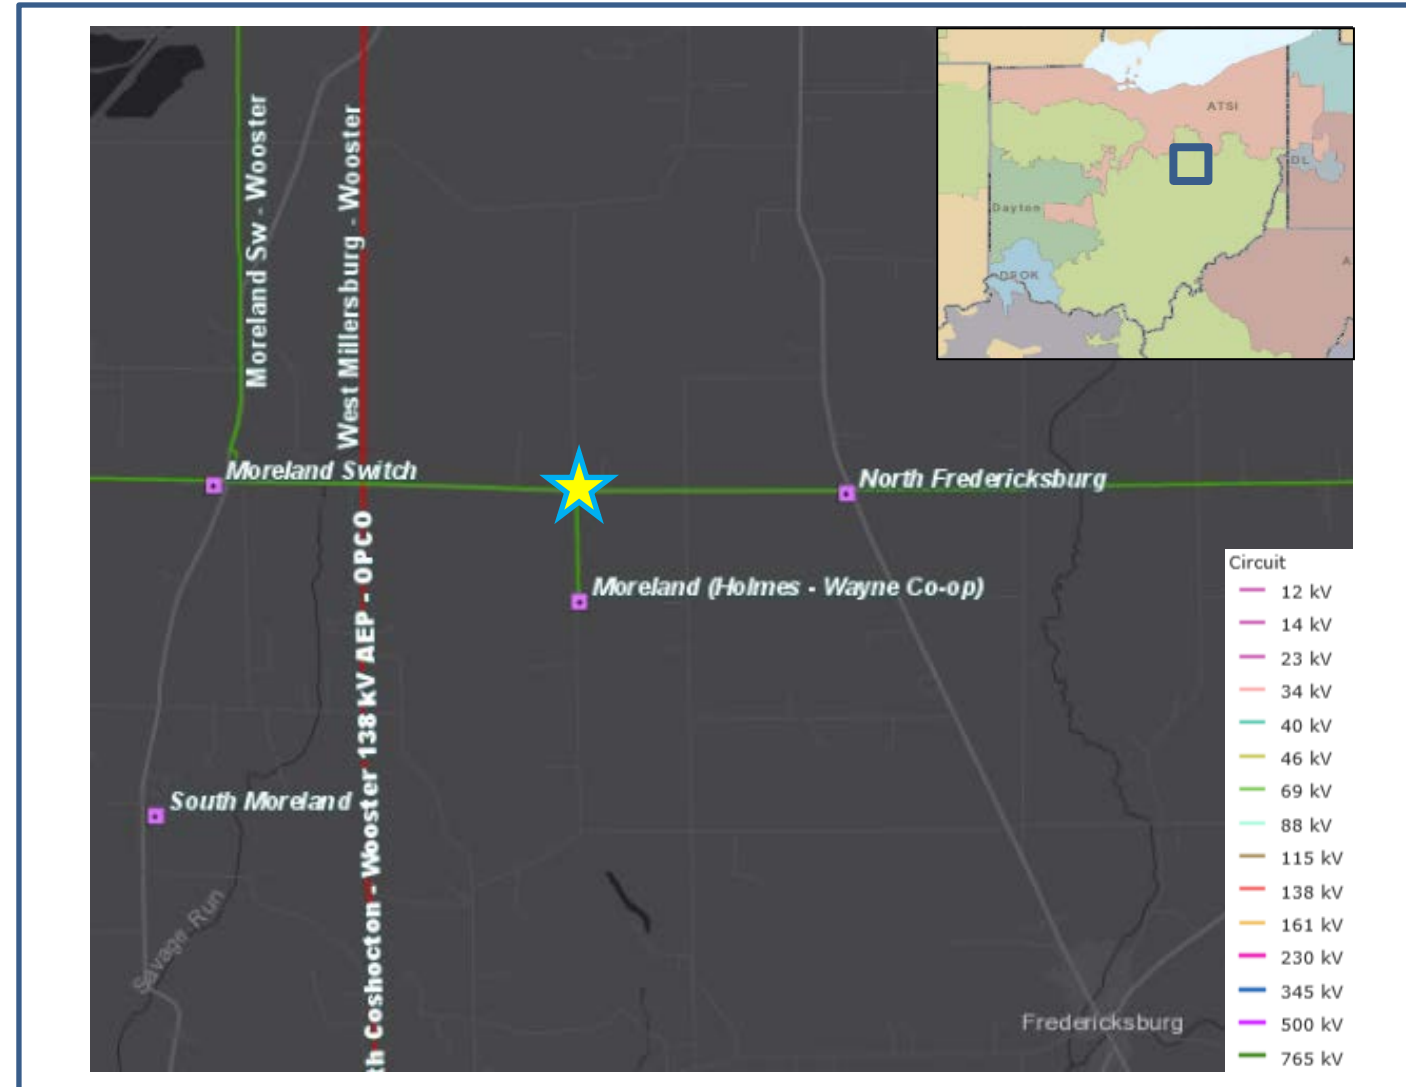 Moreland Sw - Wooster
West Millersburg - Wooster
ATSI
DL
Dayton
DEOK
A
Moreland Switch
North Fredericksburg
Moreland (Holmes - Wayne Co-op)
South Moreland
rth Coshocton - Wooster 138 kV AEP - OPCO
Savage Run
Fredericksburg
Circuit
12 kV
14 kV
23 kV
34 kV
40 kV
46 kV
69 kV
88 kV
115 kV
138 kV
161 kV
230 kV
345 kV
500 kV
765 kV